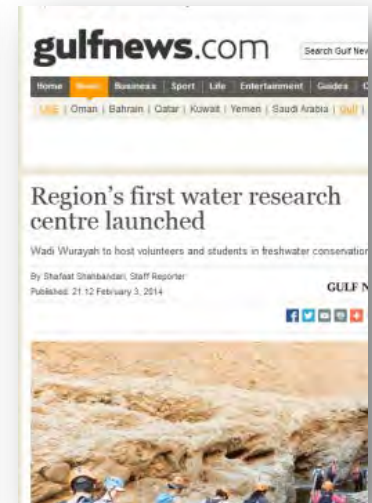 gulfnews.com
Search Gulf New
Home News Business Sport Life Entertainment Guides
UAE | Oman | Bahrain | Qatar | Kuwait | Yemen | Saudi Arabia | Gulf |
Region's first water research
centre launched
Wadi Wurayah to host volunteers and students in freshwater conservation
By Shafaat Shahbandari, Staff Reporter
Published: 21:12 February 3, 2014
GULF N